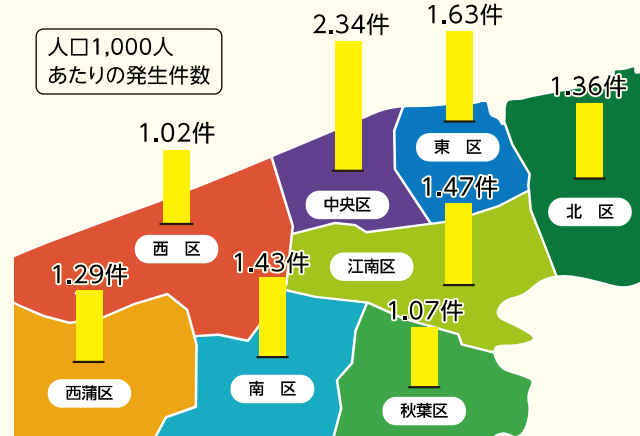 人口1,000人
あたりの発生件数
2.34件
1.63件
1.36件
1.02件
東 区
中央区
1.47件
北 区
西 区
1.29件
1.43件
江南区
1.07件
西蒲区
南 区
秋葉区